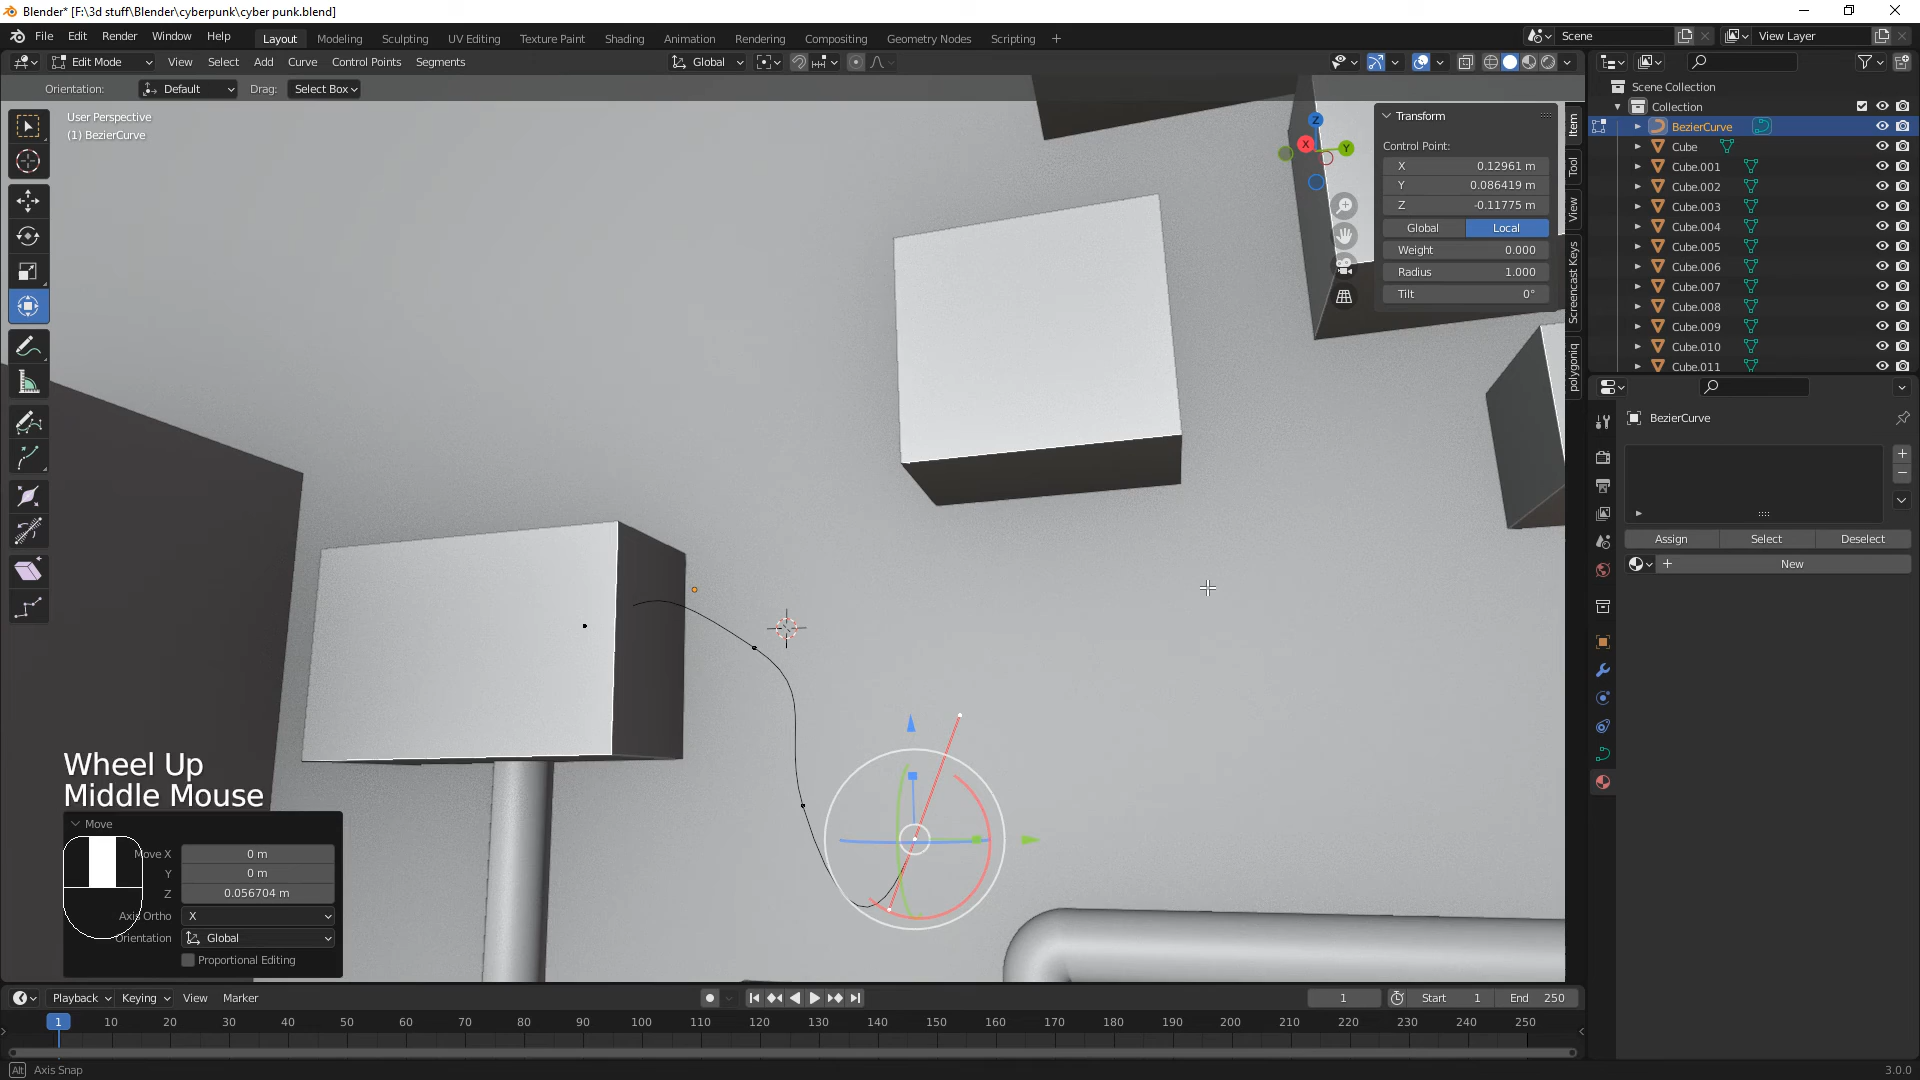 Blender* [F:\3d stuff\Blender\cyberpunk\cyber punk.blend]
File Edit Render Window Help
Layout Modeling Sculpting UV Editing Texture Paint Shading Animation Rendering Compositing Geometry Nodes Scripting +
Scene
View Layer
Edit Mode View Select Add Curve Control Points Segments
Global
Orientation: Default Drag: Select Box
User Perspective
(1) BezierCurve
Z
X
Y
Transform
Control Point:
X 0.12961 m
Y 0.086419 m
Z -0.11775 m
Global Local
Weight 0.000
Radius 1.000
Tilt 0°
Item
Tool
View
Screencast Keys
polygoniq
Scene Collection
Collection
BezierCurve
Cube
Cube.001
Cube.002
Cube.003
Cube.004
Cube.005
Cube.006
Cube.007
Cube.008
Cube.009
Cube.010
Cube.011
BezierCurve
Assign Select Deselect
New
Wheel Up
Middle Mouse
Move
Move X 0 m
Y 0 m
Z 0.056704 m
Axis Ortho X
Orientation Global
Proportional Editing
Playback Keying View Marker
1
Start 1
End 250
1 10 20 30 40 50 60 70 80 90 100 110 120 130 140 150 160 170 180 190 200 210 220 230 240 250
Alt Axis Snap
3.0.0